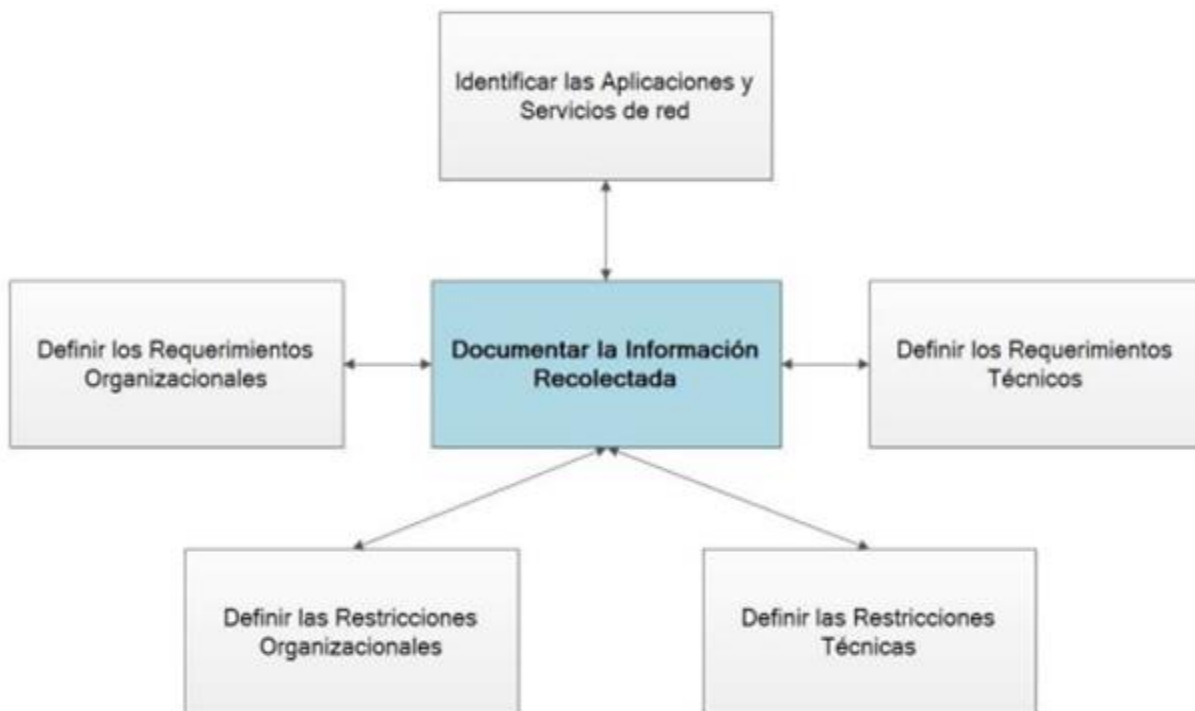 Identificar las Aplicaciones y
Servicios de red
Definir los Requerimientos
Organizacionales
Documentar la Información
Recolectada
Definir los Requerimientos
Técnicos
Definir las Restricciones
Organizacionales
Definir las Restricciones
Técnicas